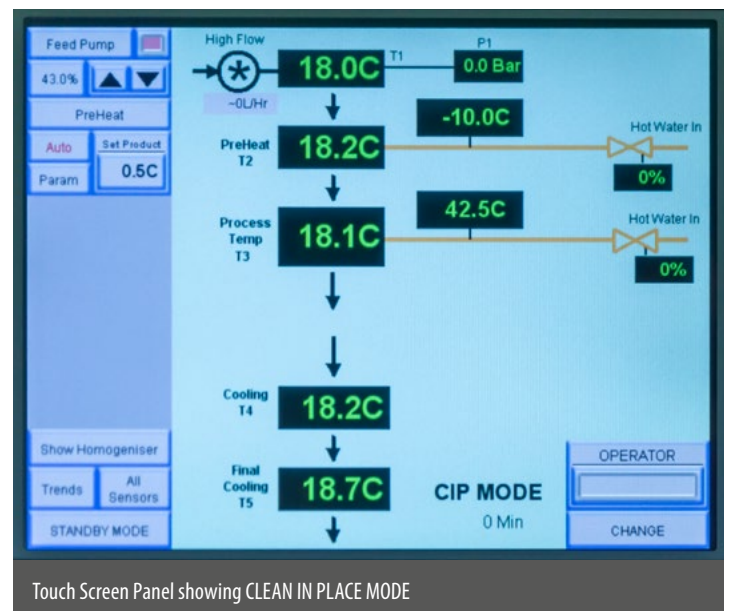 Feed Pump
43.0%
PreHeat
Auto
Set Product
Param
0.5C
Show Homogeniser
Trends
All
Sensors
STANDBY MODE
High Flow
~0L/Hr
18.0C
T1
P1
0.0 Bar
PreHeat
T2
18.2C
-10.0C
Hot Water In
0%
Process
Temp
T3
18.1C
42.5C
Hot Water In
0%
Cooling
T4
18.2C
Final
Cooling
T5
18.7C
CIP MODE
0 Min
OPERATOR
CHANGE
Touch Screen Panel showing CLEAN IN PLACE MODE